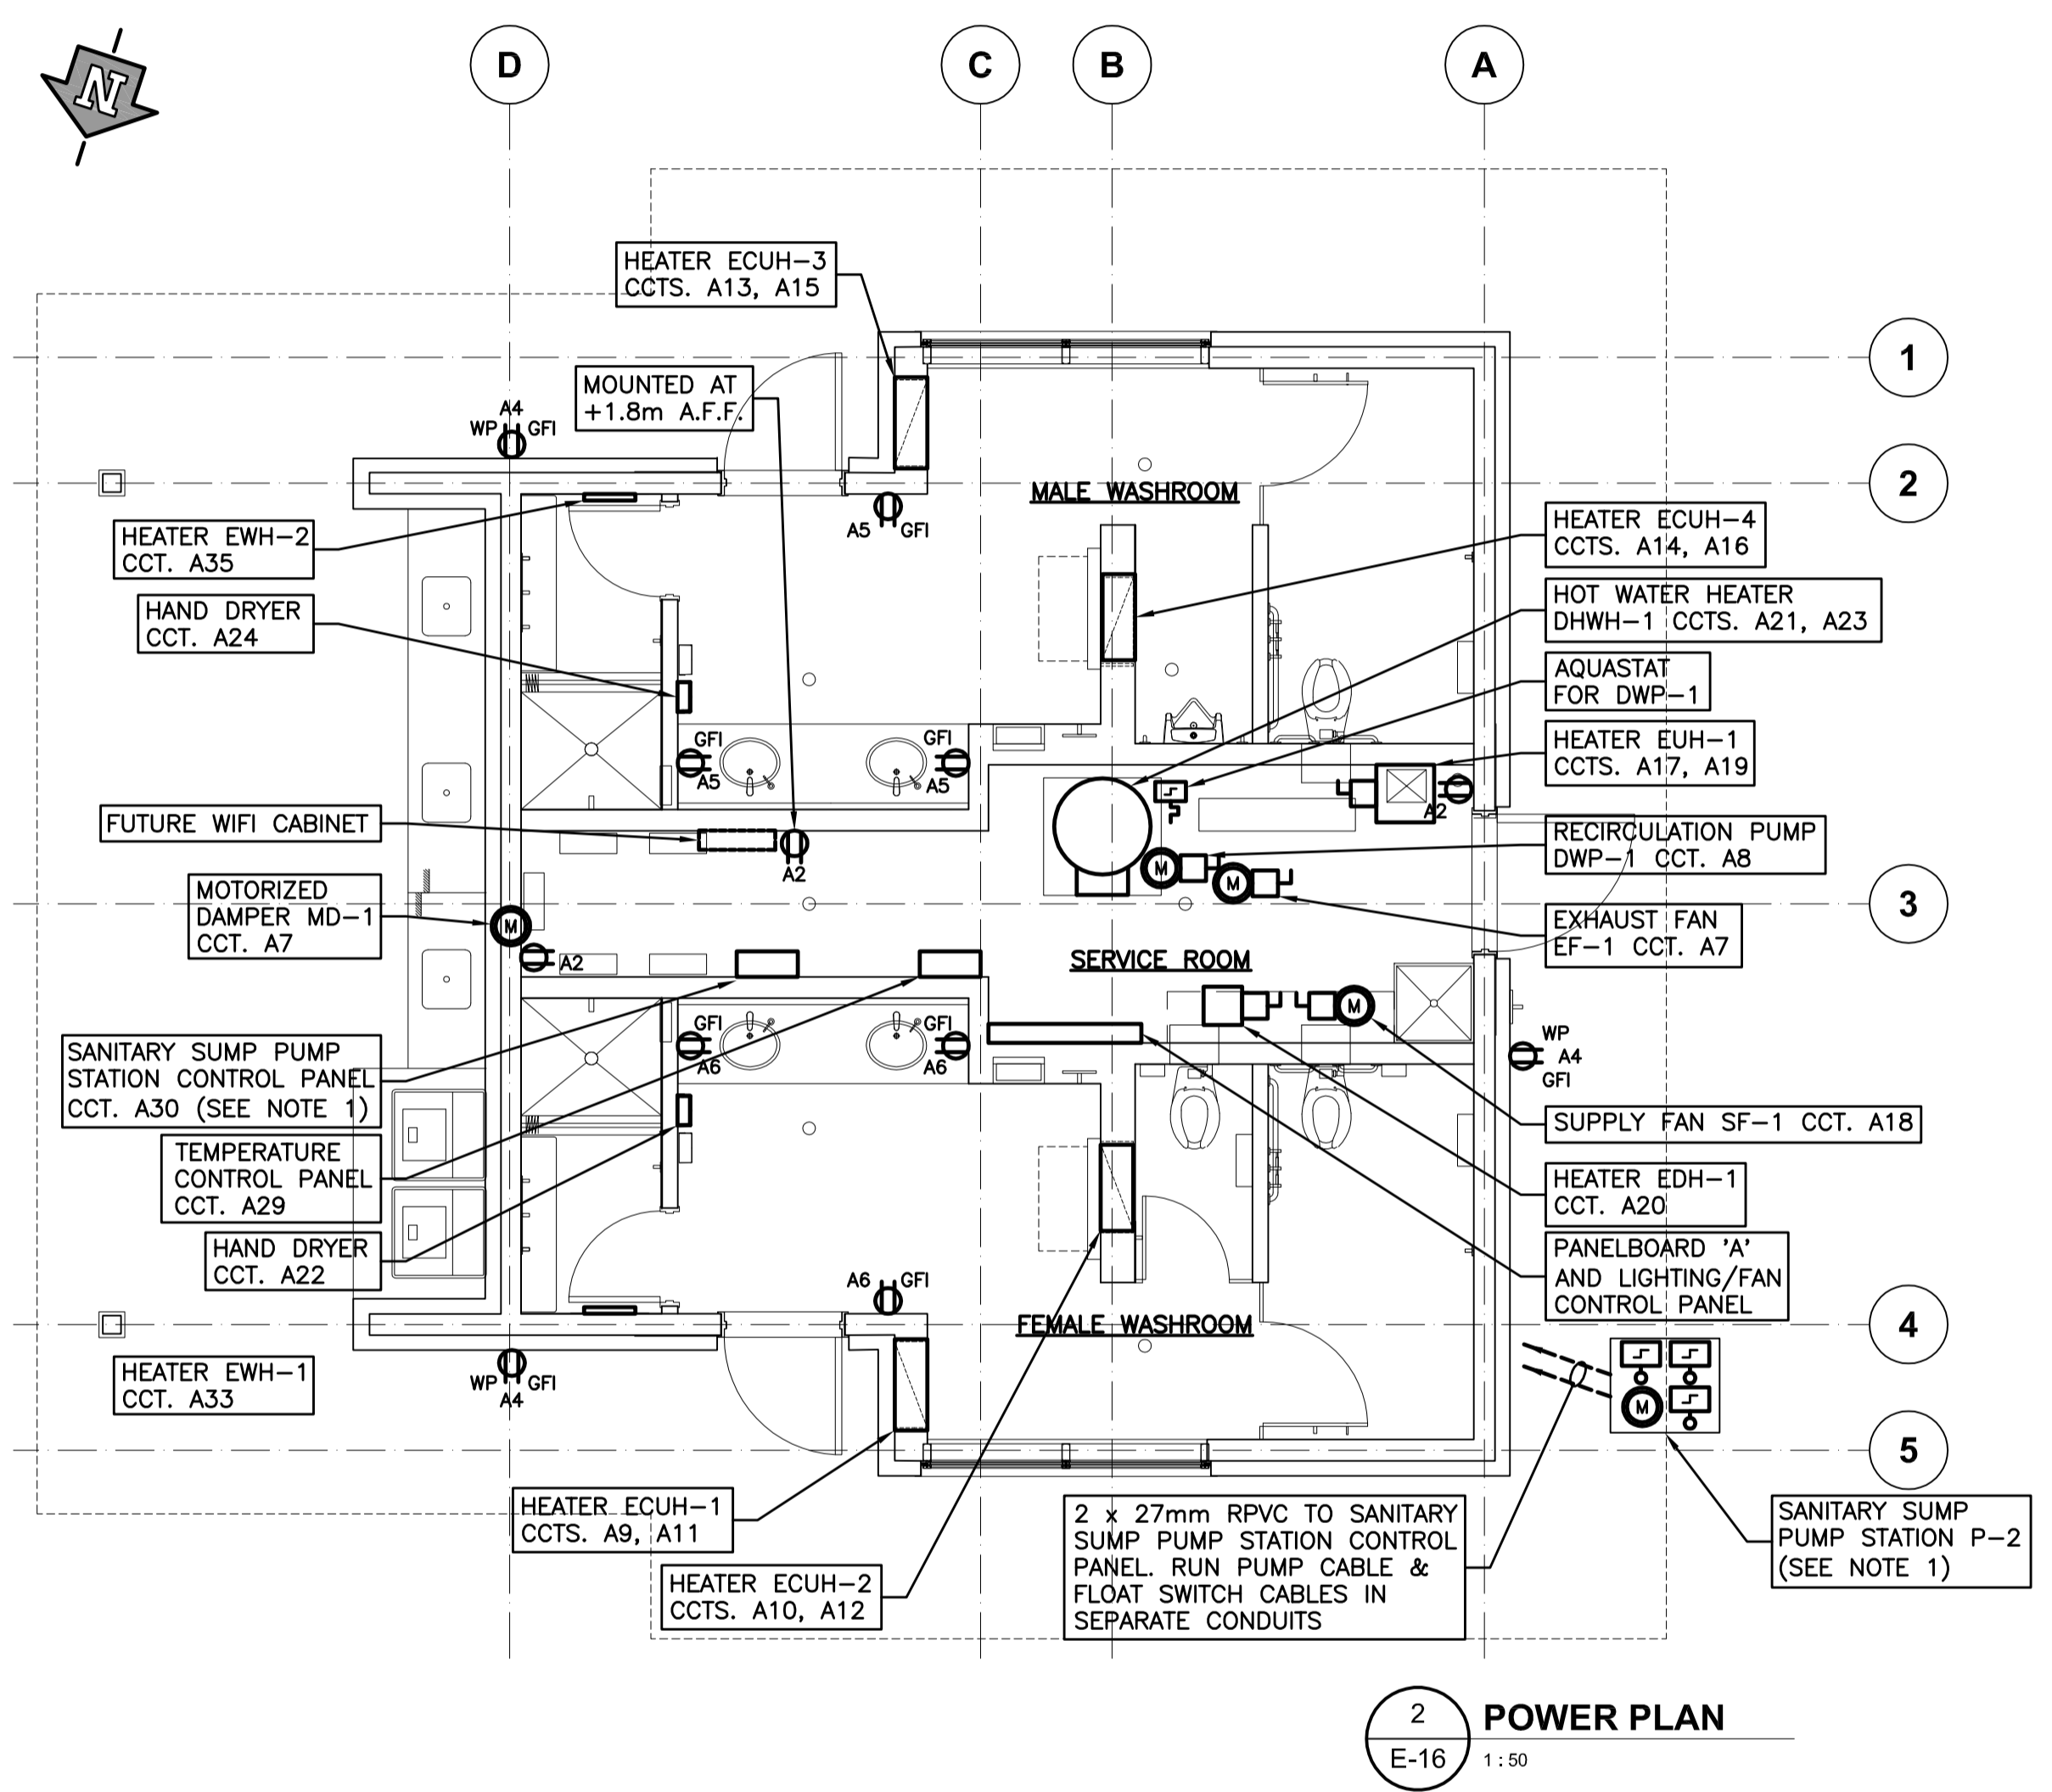 N
D
C
B
A
1
2
3
4
5
HEATER ECUH-3
CCTS. A13, A15
MOUNTED AT
+1.8m A.F.F.
A4
WP
GFI
HEATER EWH-2
CCT. A35
HAND DRYER
CCT. A24
A5
GFI
MALE WASHROOM
HEATER ECUH-4
CCTS. A14, A16
HOT WATER HEATER
DHWH-1 CCTS. A21, A23
AQUASTAT
FOR DWP-1
HEATER EUH-1
CCTS. A17, A19
GFI
A5
GFI
A5
A2
FUTURE WIFI CABINET
A2
RECIRCULATION PUMP
DWP-1 CCT. A8
M
M
MOTORIZED
DAMPER MD-1
CCT. A7
M
A2
EXHAUST FAN
EF-1 CCT. A7
SERVICE ROOM
M
SANITARY SUMP PUMP
STATION CONTROL PANEL
CCT. A30 (SEE NOTE 1)
GFI
A6
GFI
A6
WP
A4
GFI
SUPPLY FAN SF-1 CCT. A18
TEMPERATURE
CONTROL PANEL
CCT. A29
HEATER EDH-1
CCT. A20
HAND DRYER
CCT. A22
PANELBOARD 'A'
AND LIGHTING/FAN
CONTROL PANEL
A6
GFI
FEMALE WASHROOM
HEATER EWH-1
CCT. A33
WP
GFI
A4
M
HEATER ECUH-1
CCTS. A9, A11
HEATER ECUH-2
CCTS. A10, A12
2 x 27mm RPVC TO SANITARY
SUMP PUMP STATION CONTROL
PANEL. RUN PUMP CABLE &
FLOAT SWITCH CABLES IN
SEPARATE CONDUITS
SANITARY SUMP
PUMP STATION P-2
(SEE NOTE 1)
2
E-16
POWER PLAN
1 : 50